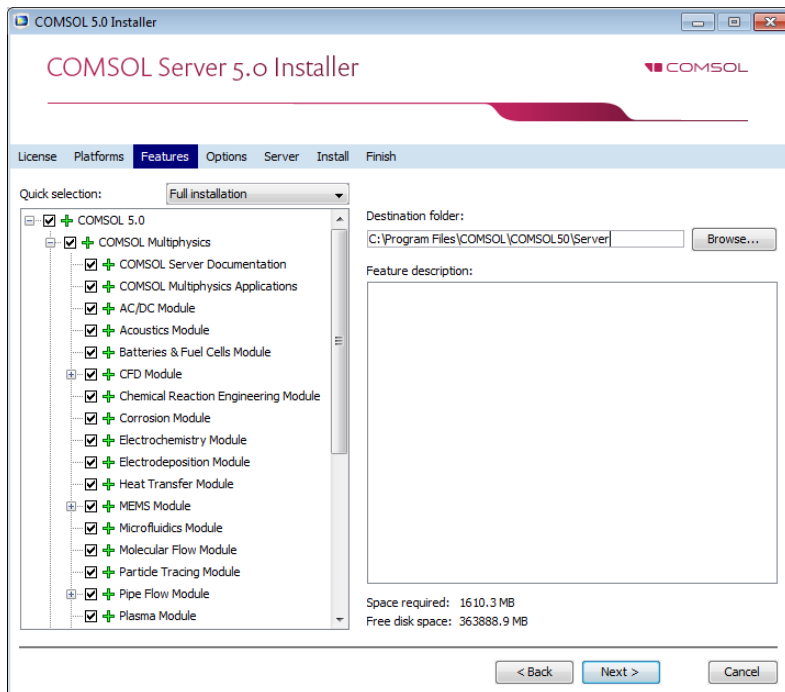 COMSOL 5.0 Installer
COMSOL Server 5.0 Installer
COMSOL
License Platforms Features Options Server Install Finish
Quick selection: Full installation
COMSOL 5.0
COMSOL Multiphysics
COMSOL Server Documentation
COMSOL Multiphysics Applications
AC/DC Module
Acoustics Module
Batteries & Fuel Cells Module
CFD Module
Chemical Reaction Engineering Module
Corrosion Module
Electrochemistry Module
Electrodeposition Module
Heat Transfer Module
MEMS Module
Microfluidics Module
Molecular Flow Module
Particle Tracing Module
Pipe Flow Module
Plasma Module
Destination folder:
C:\Program Files\COMSOL\COMSOL50\Server
Browse...
Feature description:
Space required: 1610.3 MB
Free disk space: 363888.9 MB
< Back Next > Cancel